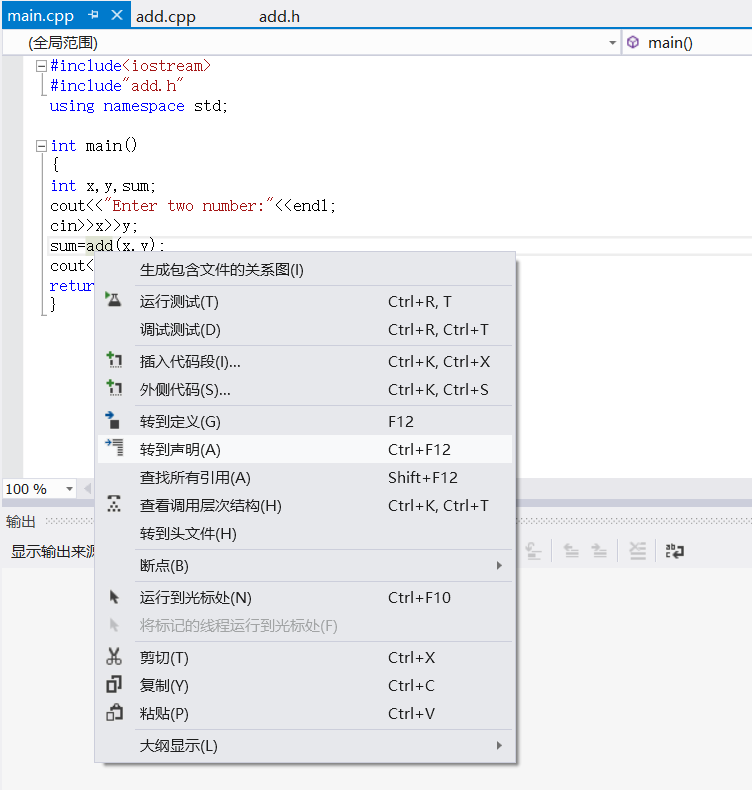 main.cpp add.cpp add.h
(全局范围) main()
#include<iostream>
#include"add.h"
using namespace std;
int main()
{
int x,y,sum;
cout<<"Enter two number:"<<endl;
cin>>x>>y;
sum=add(x,y);
cout<
retur
}
生成包含文件的关系图(I)
运行测试(T) Ctrl+R, T
调试测试(D) Ctrl+R, Ctrl+T
插入代码段(I)... Ctrl+K, Ctrl+X
外侧代码(S)... Ctrl+K, Ctrl+S
转到定义(G) F12
转到声明(A) Ctrl+F12
查找所有引用(A) Shift+F12
查看调用层次结构(H) Ctrl+K, Ctrl+T
转到头文件(H)
断点(B)
运行到光标处(N) Ctrl+F10
将标记的线程运行到光标处(F)
剪切(T) Ctrl+X
复制(Y) Ctrl+C
粘贴(P) Ctrl+V
大纲显示(L)
100 %
输出
显示输出来源